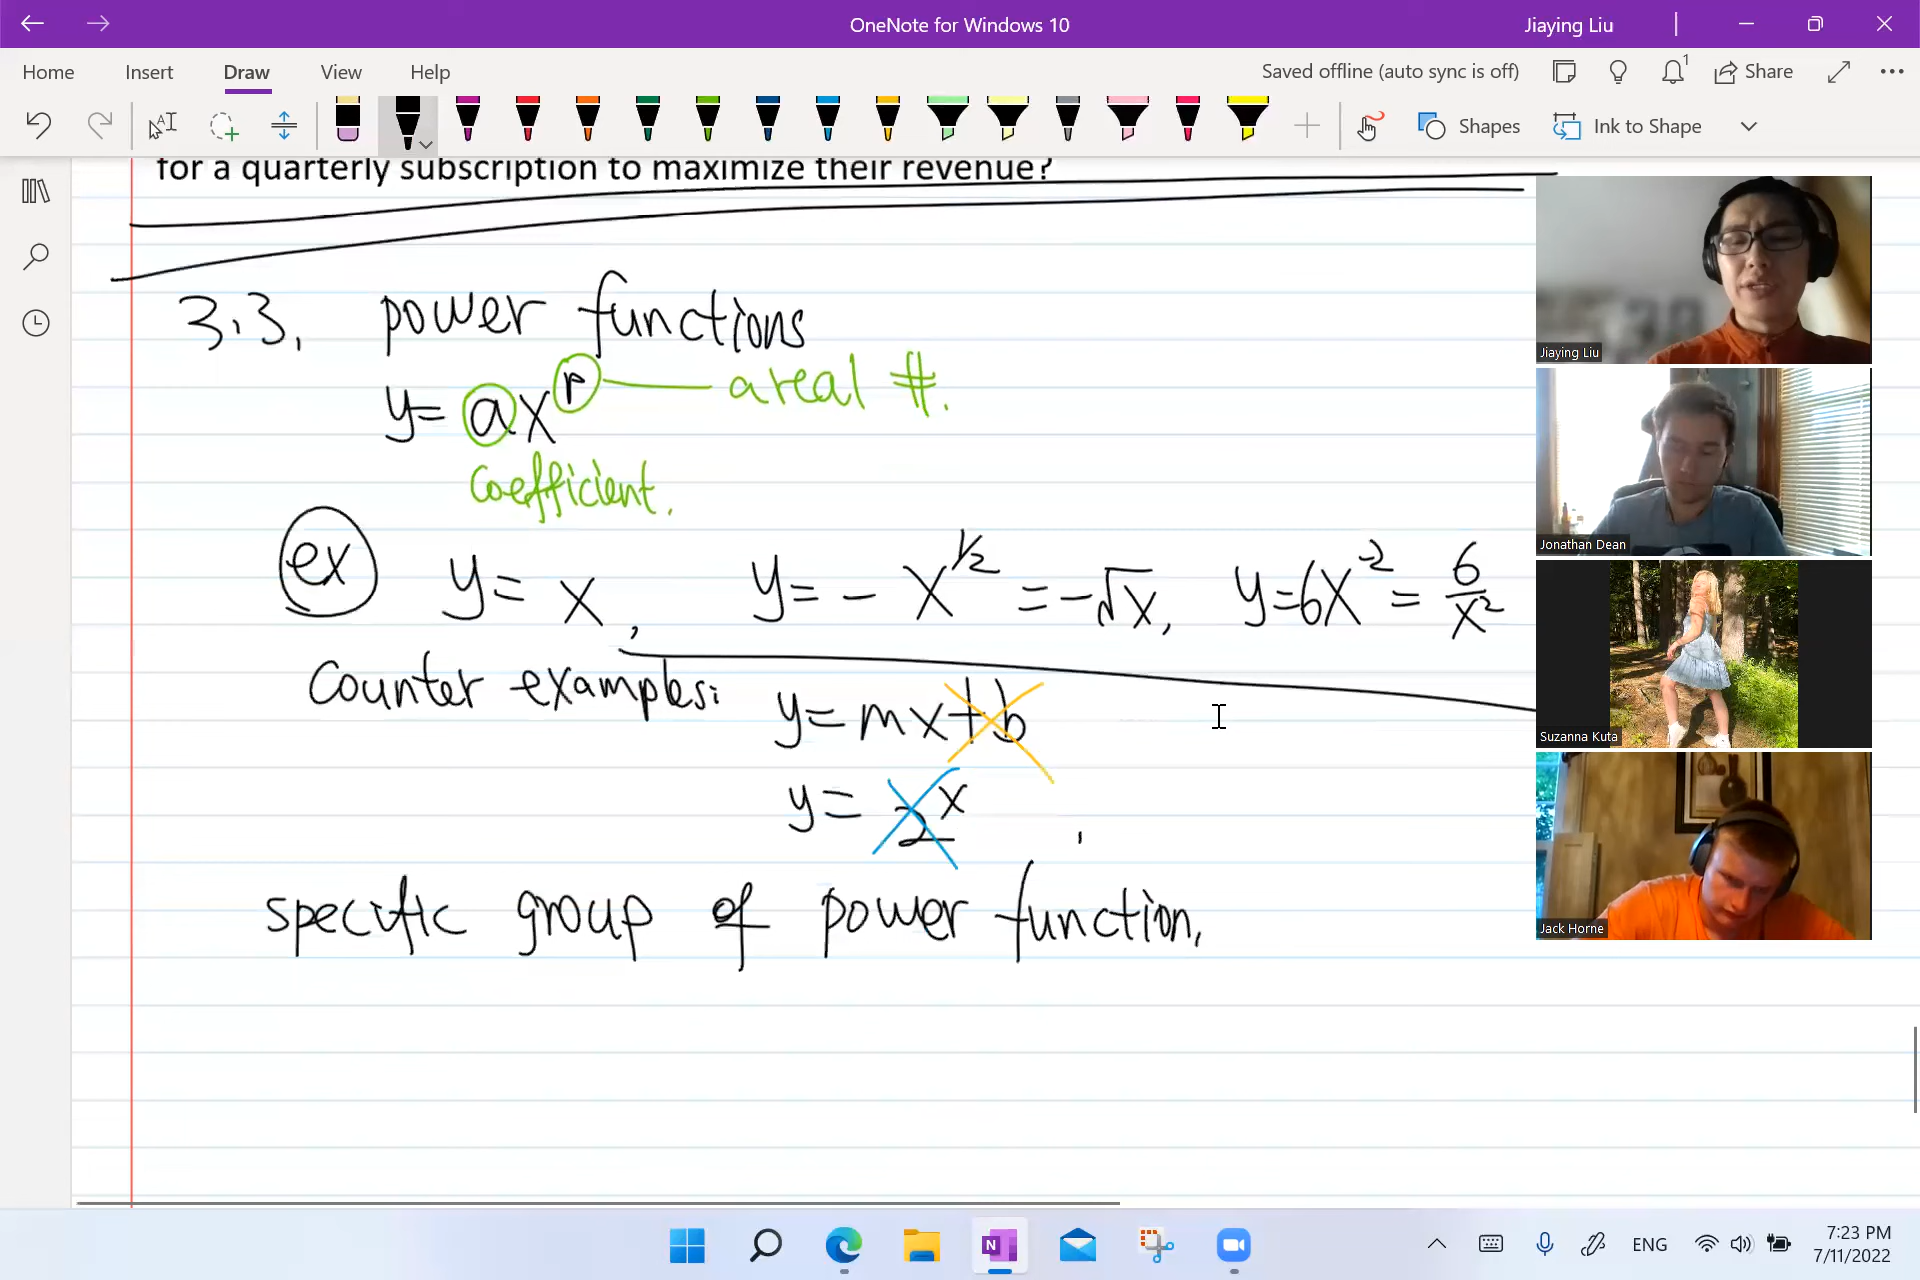 OneNote for Windows 10
Jiaying Liu
Home Insert Draw View Help
Saved offline (auto sync is off)
1
Share
Shapes
Ink to Shape
for a quarterly subscription to maximize their revenue?
3.3. power functions
y = a x^r — a real #.
coefficient.
ex y = x, y = - x^1/2 = -√x, y = 6x^-2 = 6/x^2
Counter examples: y = mx + b
y = 2^x
specific group of power function.
Jiaying Liu
Jonathan Dean
Suzanna Kuta
Jack Horne
N
ENG
7:23 PM
7/11/2022